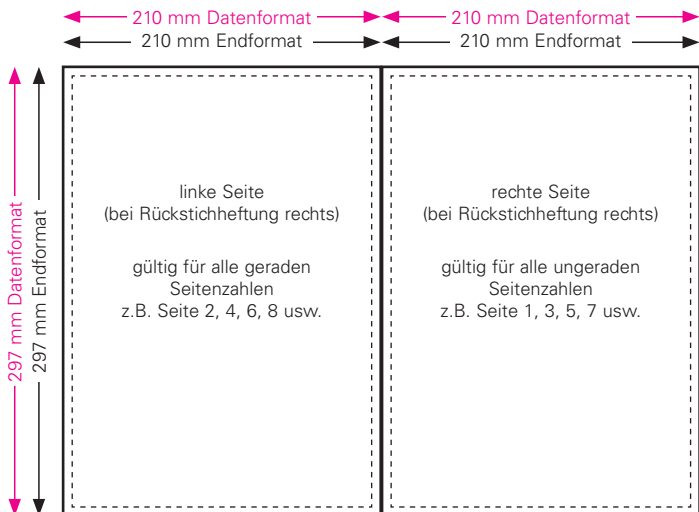 210 mm Datenformat
210 mm Datenformat
210 mm Endformat
210 mm Endformat
297 mm Datenformat
297 mm Endformat
linke Seite
(bei Rückstichheftung rechts)
gültig für alle geraden
Seitenzahlen
z.B. Seite 2, 4, 6, 8 usw.
rechte Seite
(bei Rückstichheftung rechts)
gültig für alle ungeraden
Seitenzahlen
z.B. Seite 1, 3, 5, 7 usw.